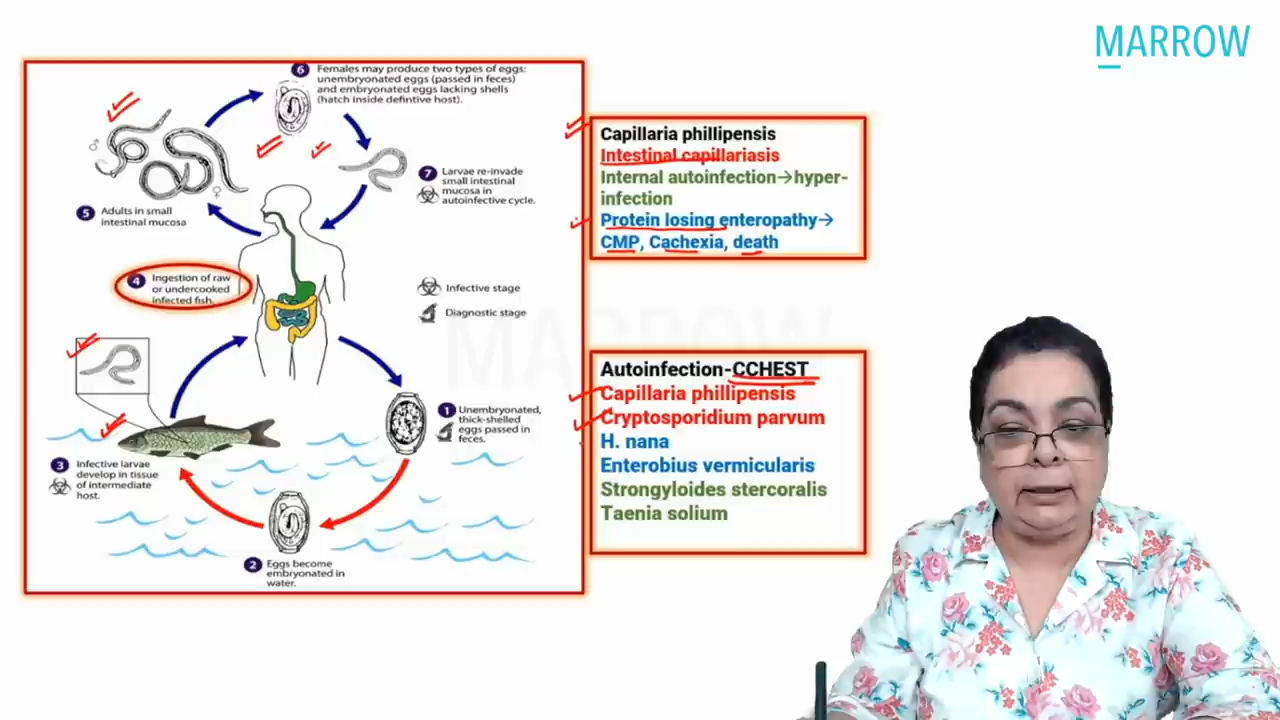 MARROW
6 Females may produce two types of eggs:
unembryonated eggs (passed in feces)
and embryonated eggs lacking shells
(hatch inside defintive host).
♂
♀
7 Larvae re-invade
small intestinal
mucosa in
autoinfective cycle.
5 Adults in small
intestinal mucosa
4 Ingestion of raw
or undercooked
infected fish.
Infective stage
Diagnostic stage
1 Unembryonated,
thick-shelled
eggs passed in
feces.
3 Infective larvae
develop in tissue
of intermediate
host.
2 Eggs become
embryonated in
water.
Capillaria phillipensis
Intestinal capillariasis
Internal autoinfection→hyper-
infection
Protein losing enteropathy→
CMP, Cachexia, death
MARROW
Autoinfection-CCHEST
Capillaria phillipensis
Cryptosporidium parvum
H. nana
Enterobius vermicularis
Strongyloides stercoralis
Taenia solium